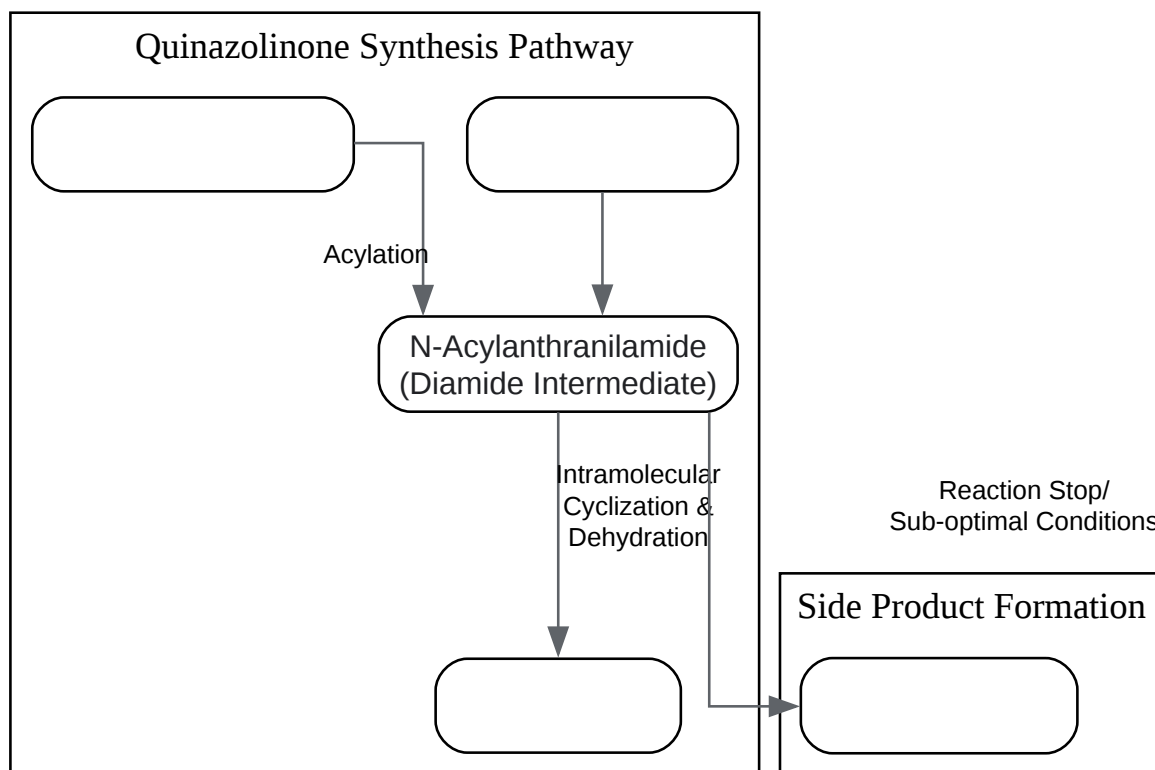 Quinazolinone Synthesis Pathway
Acylation
N-Acylanthranilamide
(Diamide Intermediate)
Intramolecular
Cyclization &
Dehydration
Reaction Stop/
Sub-optimal Conditions
Side Product Formation